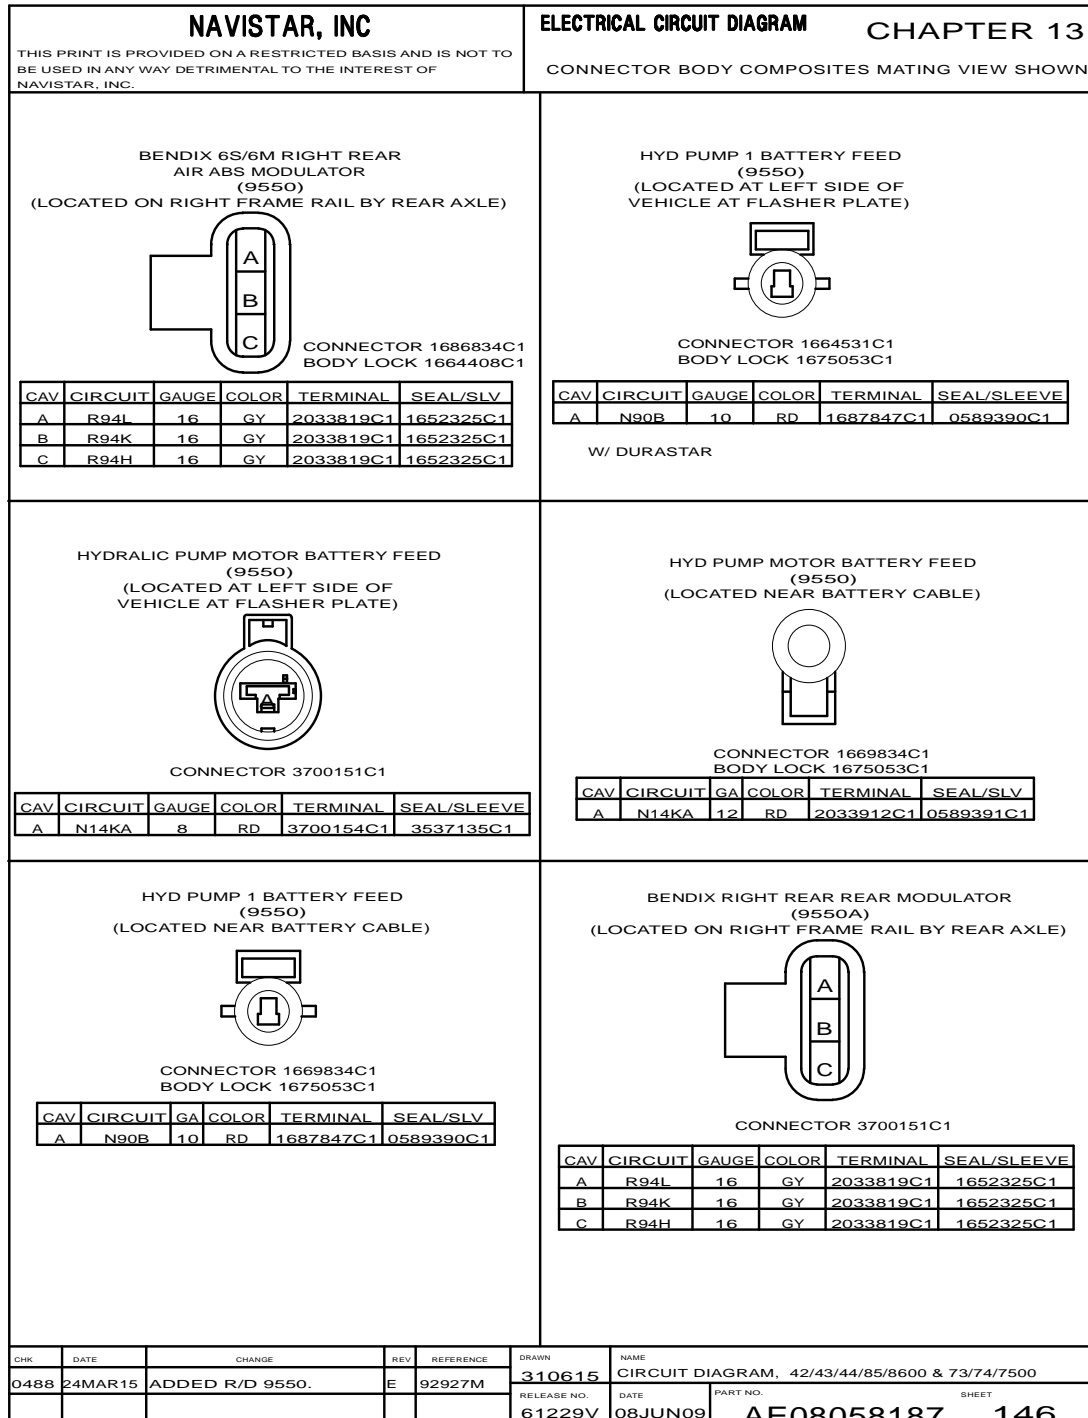 NAVISTAR, INC
THIS PRINT IS PROVIDED ON A RESTRICTED BASIS AND IS NOT TO
BE USED IN ANY WAY DETRIMENTAL TO THE INTEREST OF
NAVISTAR, INC.
ELECTRICAL CIRCUIT DIAGRAM CHAPTER 13
CONNECTOR BODY COMPOSITES MATING VIEW SHOWN
BENDIX 6S/6M RIGHT REAR
AIR ABS MODULATOR
(9550)
(LOCATED ON RIGHT FRAME RAIL BY REAR AXLE)
A
B
C
CONNECTOR 1686834C1
BODY LOCK 1664408C1
CAV CIRCUIT GAUGE COLOR TERMINAL SEAL/SLV
A R94L 16 GY 2033819C1 1652325C1
B R94K 16 GY 2033819C1 1652325C1
C R94H 16 GY 2033819C1 1652325C1
HYD PUMP 1 BATTERY FEED
(9550)
(LOCATED AT LEFT SIDE OF
VEHICLE AT FLASHER PLATE)
CONNECTOR 1664531C1
BODY LOCK 1675053C1
CAV CIRCUIT GAUGE COLOR TERMINAL SEAL/SLEEVE
A N90B 10 RD 1687847C1 0589390C1
W/ DURASTAR
HYDRALIC PUMP MOTOR BATTERY FEED
(9550)
(LOCATED AT LEFT SIDE OF
VEHICLE AT FLASHER PLATE)
A
CONNECTOR 3700151C1
CAV CIRCUIT GAUGE COLOR TERMINAL SEAL/SLEEVE
A N14KA 8 RD 3700154C1 3537135C1
HYD PUMP MOTOR BATTERY FEED
(9550)
(LOCATED NEAR BATTERY CABLE)
CONNECTOR 1669834C1
BODY LOCK 1675053C1
CAV CIRCUIT GA COLOR TERMINAL SEAL/SLV
A N14KA 12 RD 2033912C1 0589391C1
HYD PUMP 1 BATTERY FEED
(9550)
(LOCATED NEAR BATTERY CABLE)
CONNECTOR 1669834C1
BODY LOCK 1675053C1
CAV CIRCUIT GA COLOR TERMINAL SEAL/SLV
A N90B 10 RD 1687847C1 0589390C1
BENDIX RIGHT REAR REAR MODULATOR
(9550A)
(LOCATED ON RIGHT FRAME RAIL BY REAR AXLE)
A
B
C
CONNECTOR 3700151C1
CAV CIRCUIT GAUGE COLOR TERMINAL SEAL/SLEEVE
A R94L 16 GY 2033819C1 1652325C1
B R94K 16 GY 2033819C1 1652325C1
C R94H 16 GY 2033819C1 1652325C1
CHK DATE CHANGE REV REFERENCE
0488 24MAR15 ADDED R/D 9550. E 92927M
DRAWN NAME
310615 CIRCUIT DIAGRAM, 42/43/44/85/8600 & 73/74/7500
RELEASE NO. DATE PART NO. SHEET
61229V 08JUN09 AE08058187 146